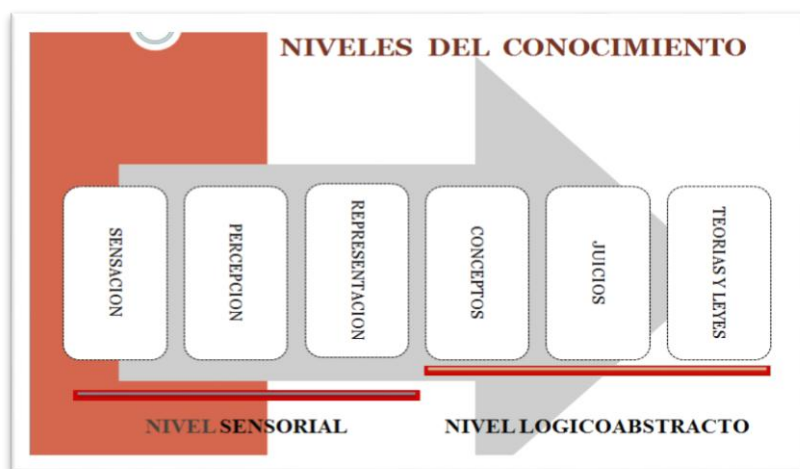 NIVELES DEL CONOCIMIENTO
SENSACION
PERCEPCION
REPRESENTACION
CONCEPTOS
JUICIOS
TEORIAS Y LEYES
NIVEL SENSORIAL
NIVEL LOGICOABSTRACTO